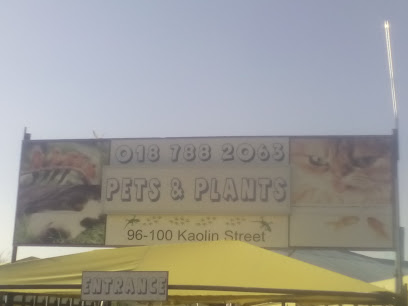 018 788 2063
PETS & PLANTS
96-100 Kaolin Street
ENTRANCE